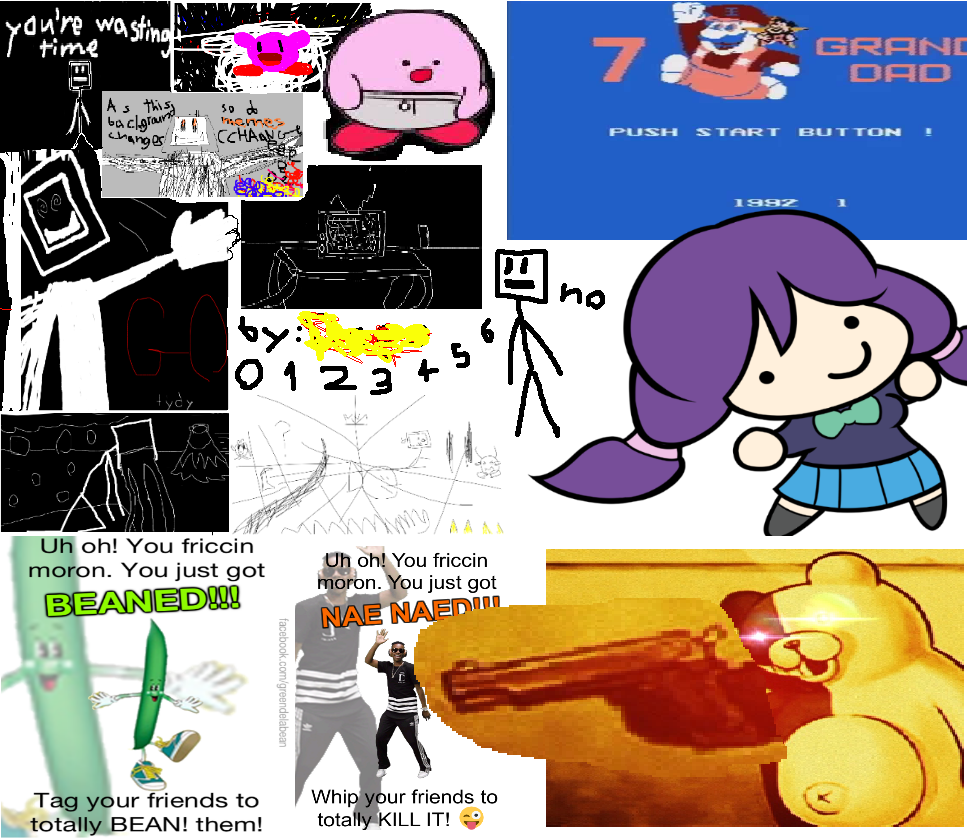 you're wasting
time
As this
background
changes
so do
memes
7 GRAND
DAD
PUSH START BUTTON !
1992 1
no
by:
0 1 2 3 4 5 6
tydy
Uh oh! You friccin
moron. You just got
BEANED!!!
Tag your friends to
totally BEAN! them!
Uh oh! You friccin
moron. You just got
NAE NAED!!!
facebook.com/greendelabean
Whip your friends to
totally KILL IT! 😜